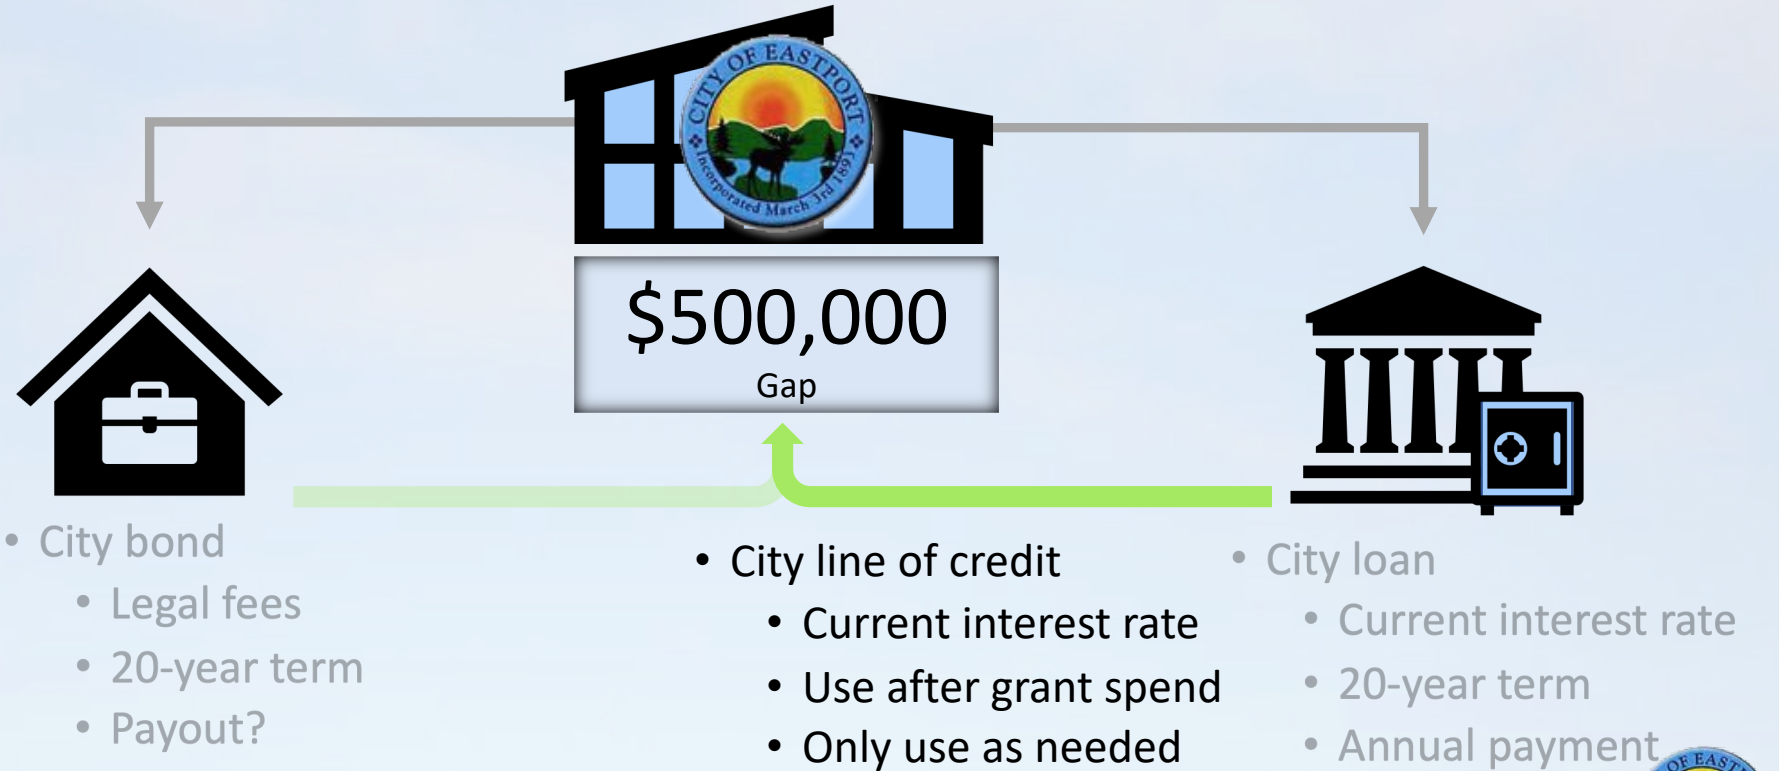 CITY OF EASTPORT
Incorporated March 3rd 1893
$500,000
Gap
• City bond
• Legal fees
• 20-year term
• Payout?
• City line of credit
• Current interest rate
• Use after grant spend
• Only use as needed
• City loan
• Current interest rate
• 20-year term
• Annual payment
OF EAST